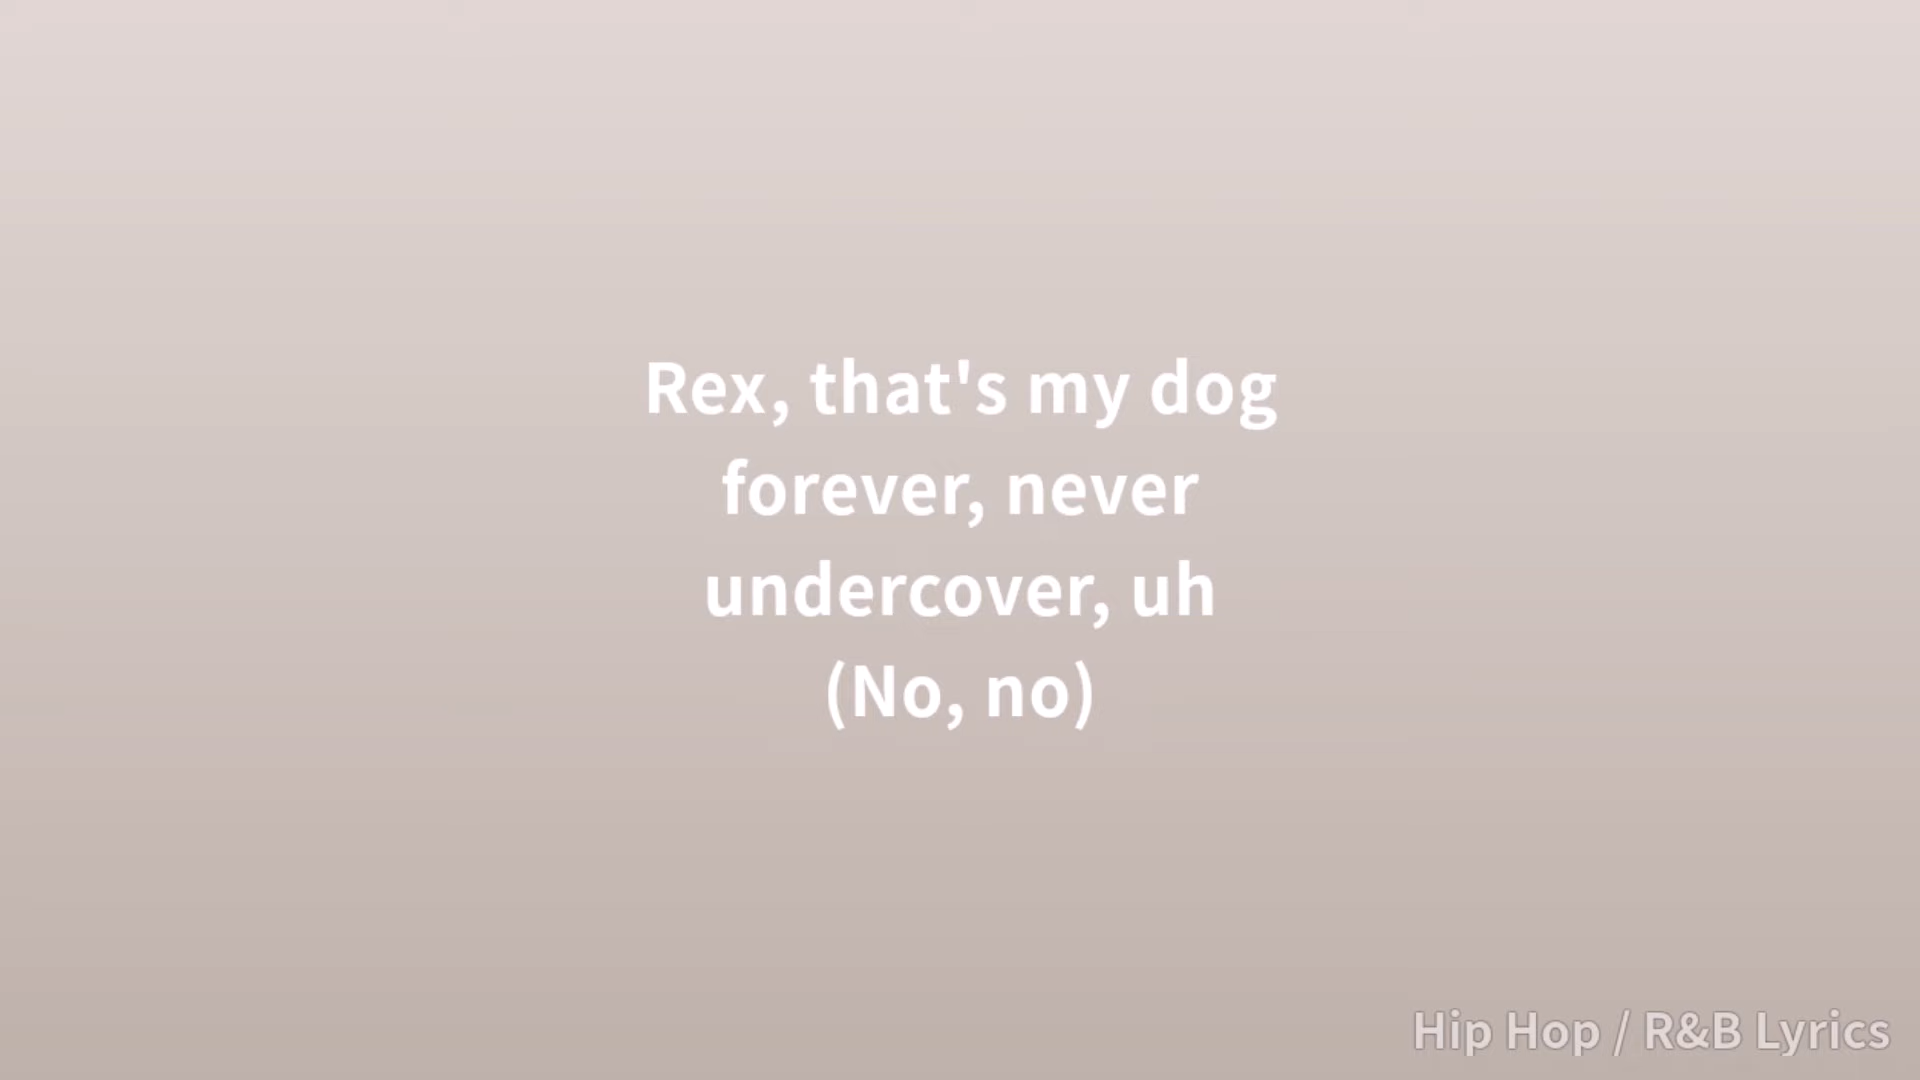 Rex, that's my dog
forever, never
undercover, uh
(No, no)
Hip Hop / R&B Lyrics